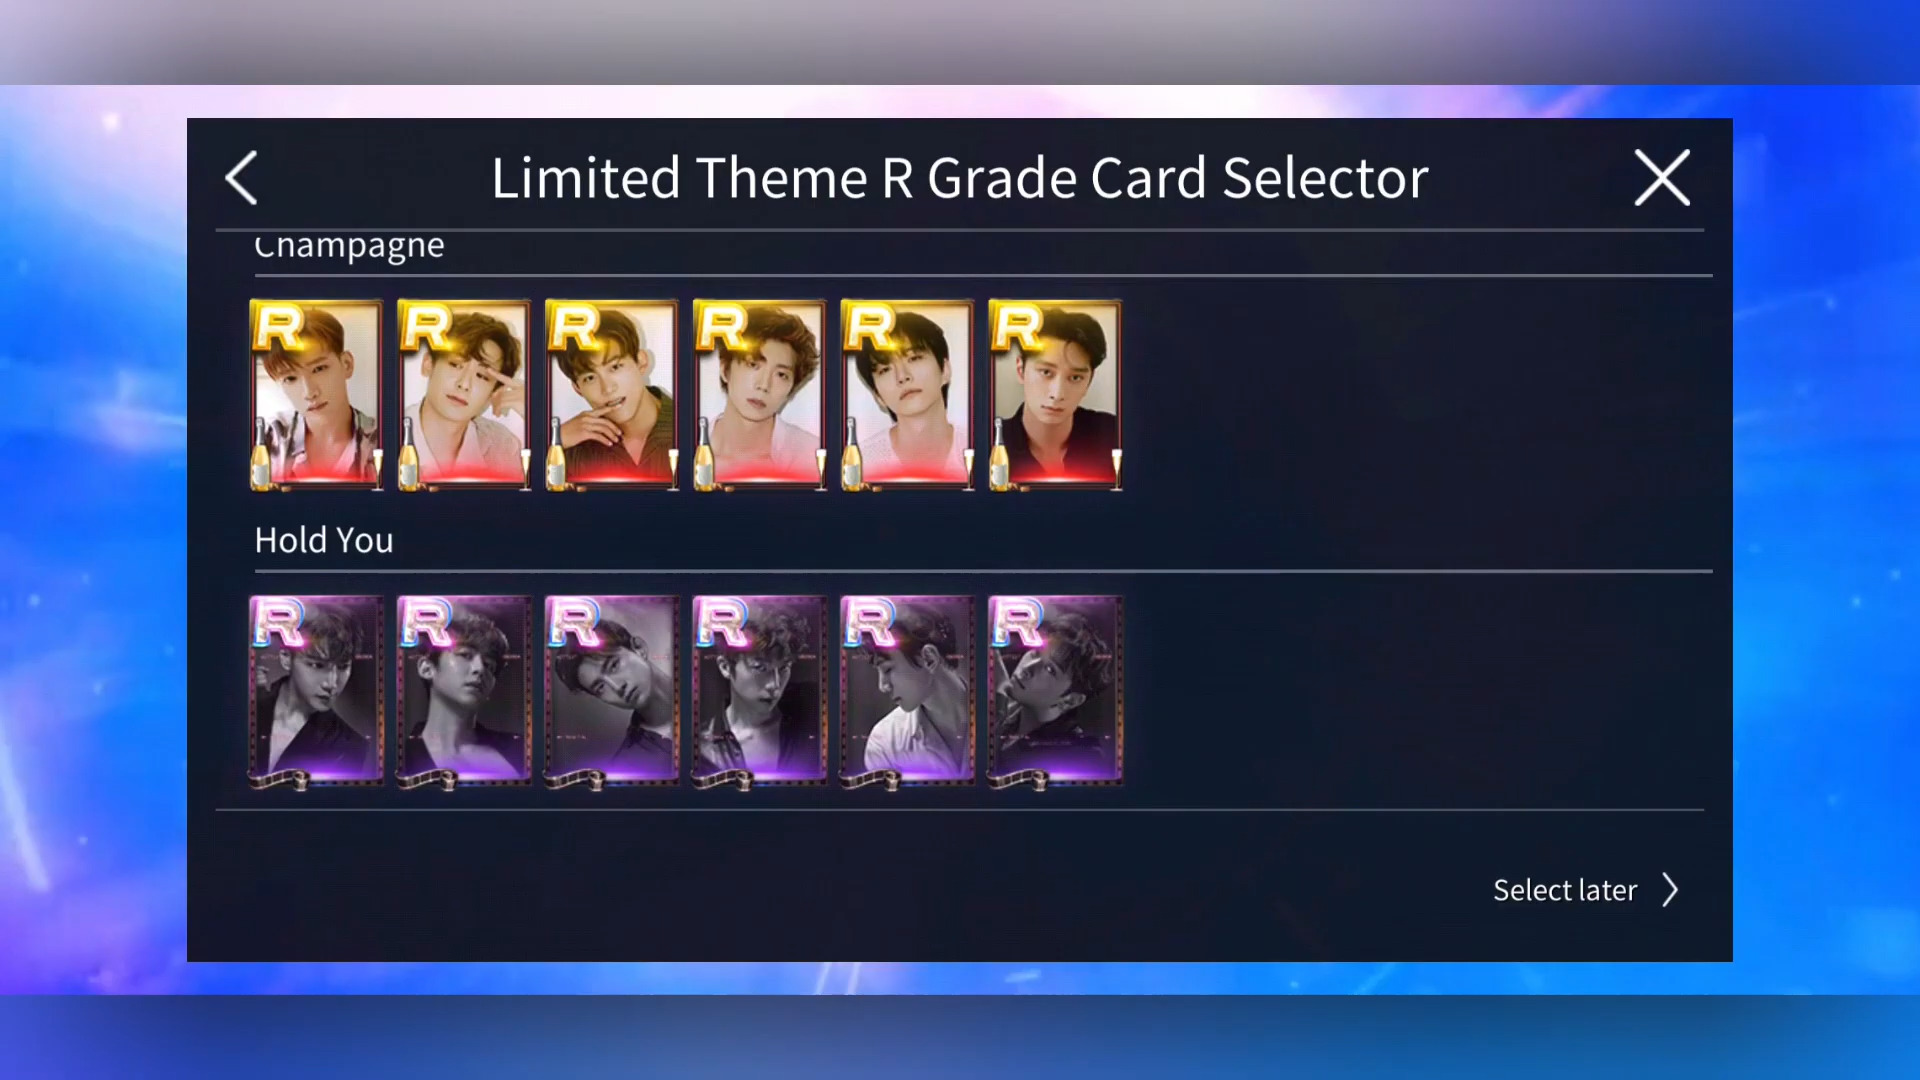 Limited Theme R Grade Card Selector
Champagne
R R R R R R
Hold You
R R R R R R
Select later